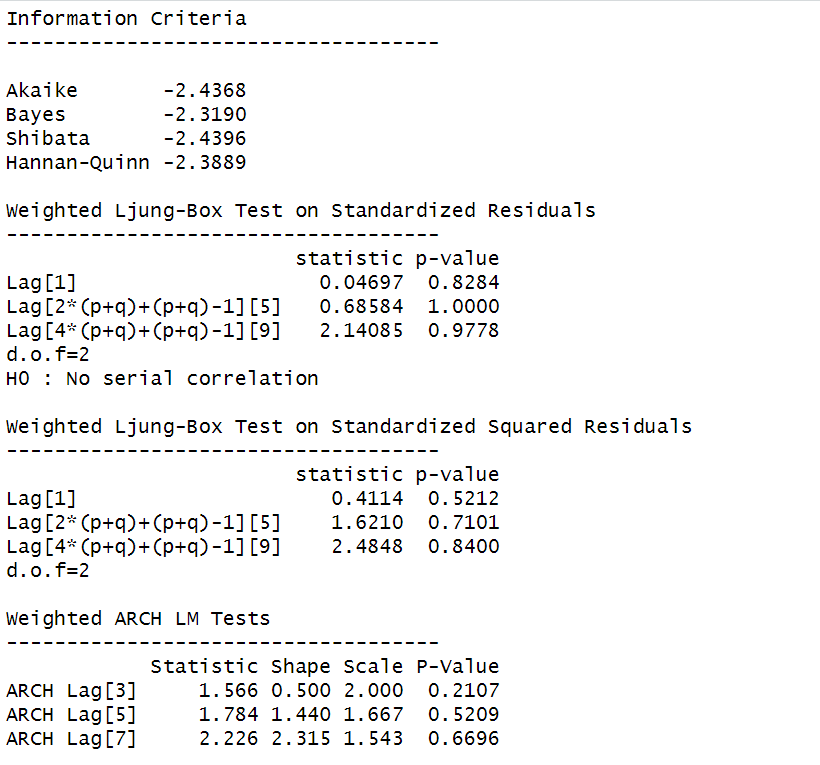 Information Criteria
------------------------------------
Akaike       -2.4368
Bayes        -2.3190
Shibata      -2.4396
Hannan-Quinn -2.3889
Weighted Ljung-Box Test on Standardized Residuals
------------------------------------
                        statistic p-value
Lag[1]                    0.04697  0.8284
Lag[2*(p+q)+(p+q)-1][5]   0.68584  1.0000
Lag[4*(p+q)+(p+q)-1][9]   2.14085  0.9778
d.o.f=2
H0 : No serial correlation
Weighted Ljung-Box Test on Standardized Squared Residuals
------------------------------------
                        statistic p-value
Lag[1]                     0.4114  0.5212
Lag[2*(p+q)+(p+q)-1][5]    1.6210  0.7101
Lag[4*(p+q)+(p+q)-1][9]    2.4848  0.8400
d.o.f=2
Weighted ARCH LM Tests
------------------------------------
            Statistic Shape Scale P-Value
ARCH Lag[3]     1.566 0.500 2.000  0.2107
ARCH Lag[5]     1.784 1.440 1.667  0.5209
ARCH Lag[7]     2.226 2.315 1.543  0.6696